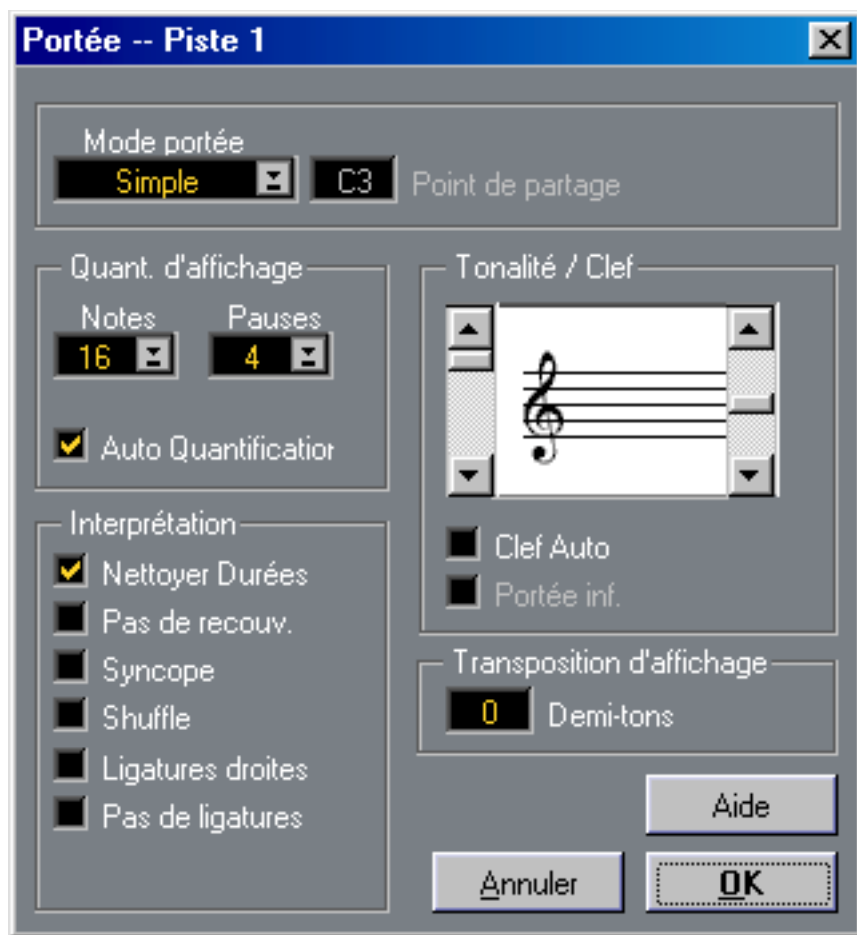 Portée -- Piste 1
Mode portée
Simple
C3
Point de partage
Quant. d'affichage
Notes
Pauses
16
4
Auto Quantification
Interprétation
Nettoyer Durées
Pas de recouv.
Syncope
Shuffle
Ligatures droites
Pas de ligatures
Tonalité / Clef
Clef Auto
Portée inf.
Transposition d'affichage
0
Demi-tons
Aide
Annuler
OK